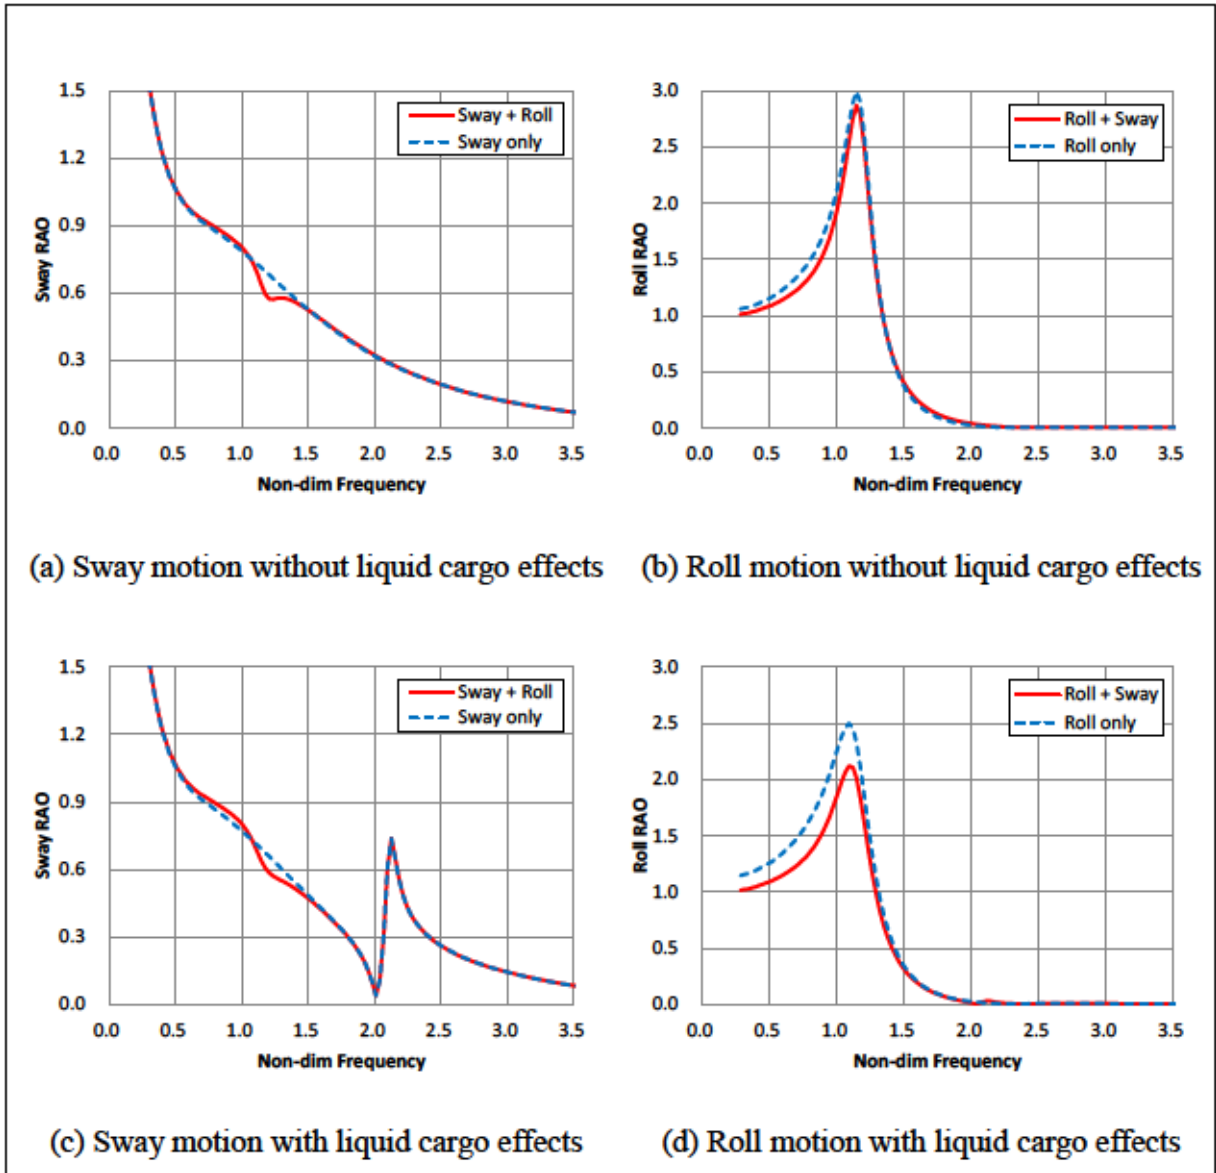 1.5
1.2
0.9
0.6
0.3
0.0
Sway RAO
Sway + Roll
Sway only
0.0 0.5 1.0 1.5 2.0 2.5 3.0 3.5
Non-dim Frequency
(a) Sway motion without liquid cargo effects
3.0
2.5
2.0
1.5
1.0
0.5
0.0
Roll RAO
Roll + Sway
Roll only
0.0 0.5 1.0 1.5 2.0 2.5 3.0 3.5
Non-dim Frequency
(b) Roll motion without liquid cargo effects
1.5
1.2
0.9
0.6
0.3
0.0
Sway RAO
Sway + Roll
Sway only
0.0 0.5 1.0 1.5 2.0 2.5 3.0 3.5
Non-dim Frequency
(c) Sway motion with liquid cargo effects
3.0
2.5
2.0
1.5
1.0
0.5
0.0
Roll RAO
Roll + Sway
Roll only
0.0 0.5 1.0 1.5 2.0 2.5 3.0 3.5
Non-dim Frequency
(d) Roll motion with liquid cargo effects